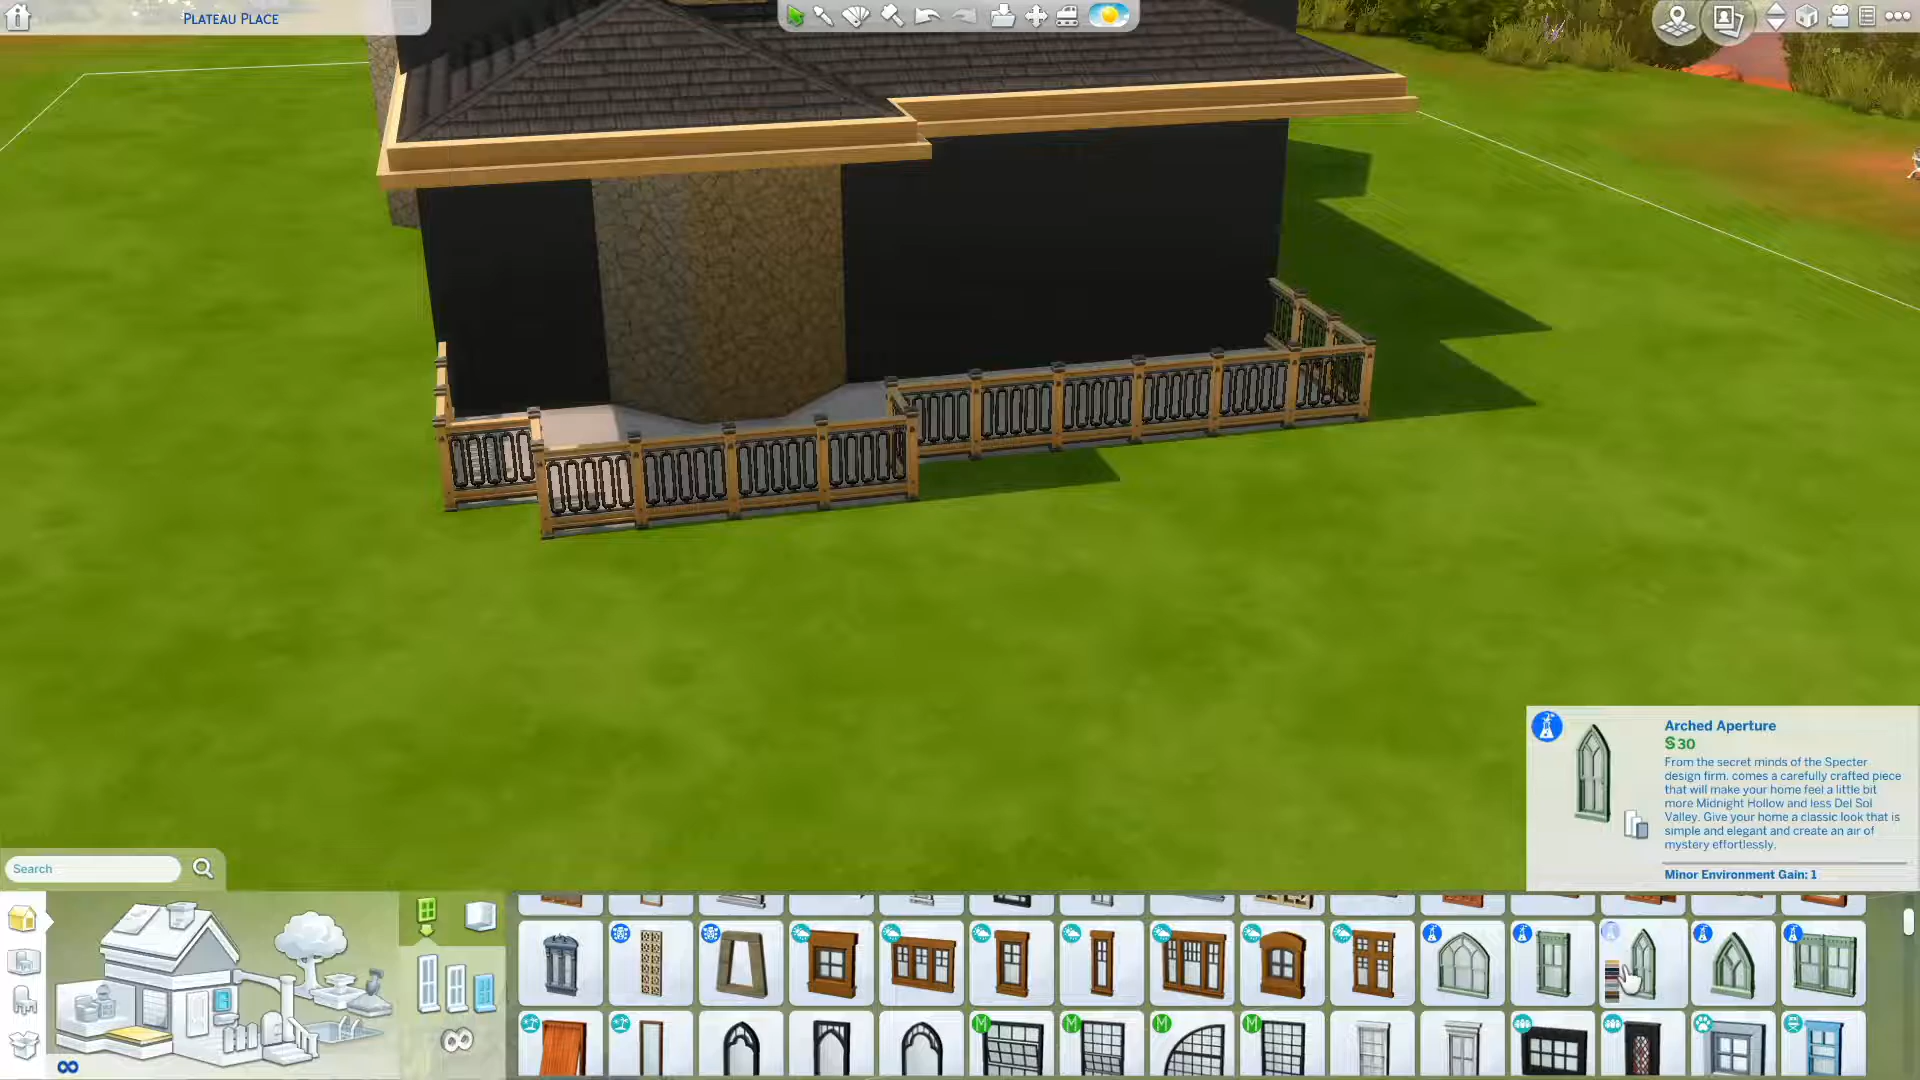 PLATEAU PLACE
Arched Aperture
§30
From the secret minds of the Specter
design firm. comes a carefully crafted piece
that will make your home feel a little bit
more Midnight Hollow and less Del Sol
Valley. Give your home a classic look that is
simple and elegant and create an air of
mystery effortlessly.
Minor Environment Gain: 1
Search
M
M
M
M